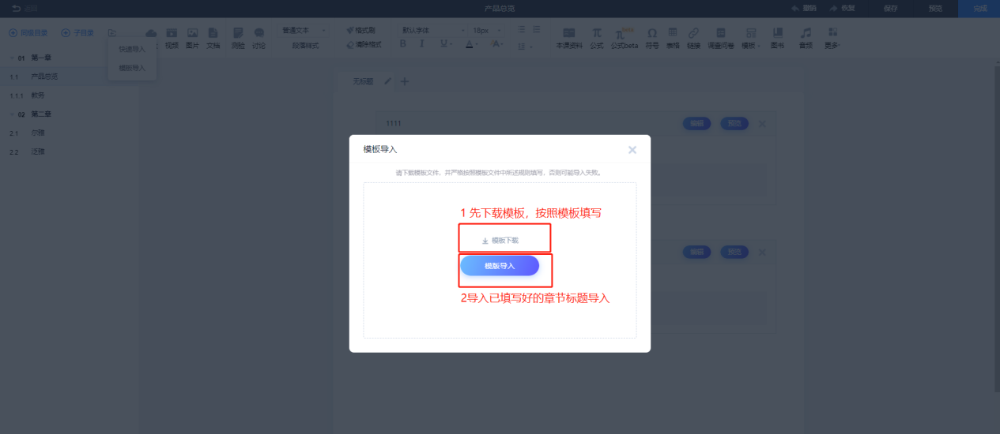 返回 产品总览 撤销 恢复 保存 预览 完成
同级目录 子目录 普通文本 格式刷 默认字体 18px
视频 图片 文档 测验 讨论 段落样式 清除格式 B I U A A 本课资料 公式 公式beta 符号 表格 链接 调查问卷 模板 图书 音频 更多
快速导入
模板导入
01 第一章
1.1 产品总览
1.1.1 教务
02 第二章
2.1 尔雅
2.2 泛雅
无标题
1111 编辑 预览
编辑 预览
模板导入
请下载模板文件，并严格按照模板文件中所述规则填写，否则可能导入失败。
1 先下载模板，按照模板填写
模板下载
模版导入
2导入已填写好的章节标题导入